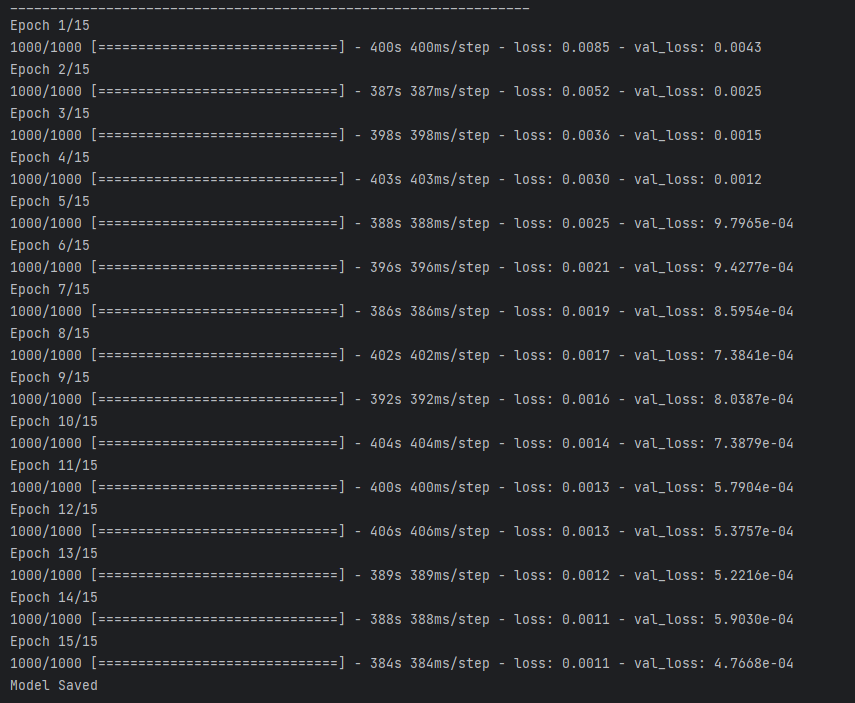 _________________________________________________________________
Epoch 1/15
1000/1000 [==============================] - 400s 400ms/step - loss: 0.0085 - val_loss: 0.0043
Epoch 2/15
1000/1000 [==============================] - 387s 387ms/step - loss: 0.0052 - val_loss: 0.0025
Epoch 3/15
1000/1000 [==============================] - 398s 398ms/step - loss: 0.0036 - val_loss: 0.0015
Epoch 4/15
1000/1000 [==============================] - 403s 403ms/step - loss: 0.0030 - val_loss: 0.0012
Epoch 5/15
1000/1000 [==============================] - 388s 388ms/step - loss: 0.0025 - val_loss: 9.7965e-04
Epoch 6/15
1000/1000 [==============================] - 396s 396ms/step - loss: 0.0021 - val_loss: 9.4277e-04
Epoch 7/15
1000/1000 [==============================] - 386s 386ms/step - loss: 0.0019 - val_loss: 8.5954e-04
Epoch 8/15
1000/1000 [==============================] - 402s 402ms/step - loss: 0.0017 - val_loss: 7.3841e-04
Epoch 9/15
1000/1000 [==============================] - 392s 392ms/step - loss: 0.0016 - val_loss: 8.0387e-04
Epoch 10/15
1000/1000 [==============================] - 404s 404ms/step - loss: 0.0014 - val_loss: 7.3879e-04
Epoch 11/15
1000/1000 [==============================] - 400s 400ms/step - loss: 0.0013 - val_loss: 5.7904e-04
Epoch 12/15
1000/1000 [==============================] - 406s 406ms/step - loss: 0.0013 - val_loss: 5.3757e-04
Epoch 13/15
1000/1000 [==============================] - 389s 389ms/step - loss: 0.0012 - val_loss: 5.2216e-04
Epoch 14/15
1000/1000 [==============================] - 388s 388ms/step - loss: 0.0011 - val_loss: 5.9030e-04
Epoch 15/15
1000/1000 [==============================] - 384s 384ms/step - loss: 0.0011 - val_loss: 4.7668e-04
Model Saved